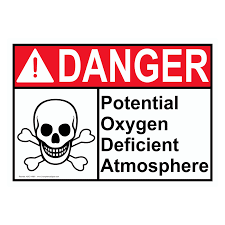 DANGER
Potential
Oxygen
Deficient
Atmosphere